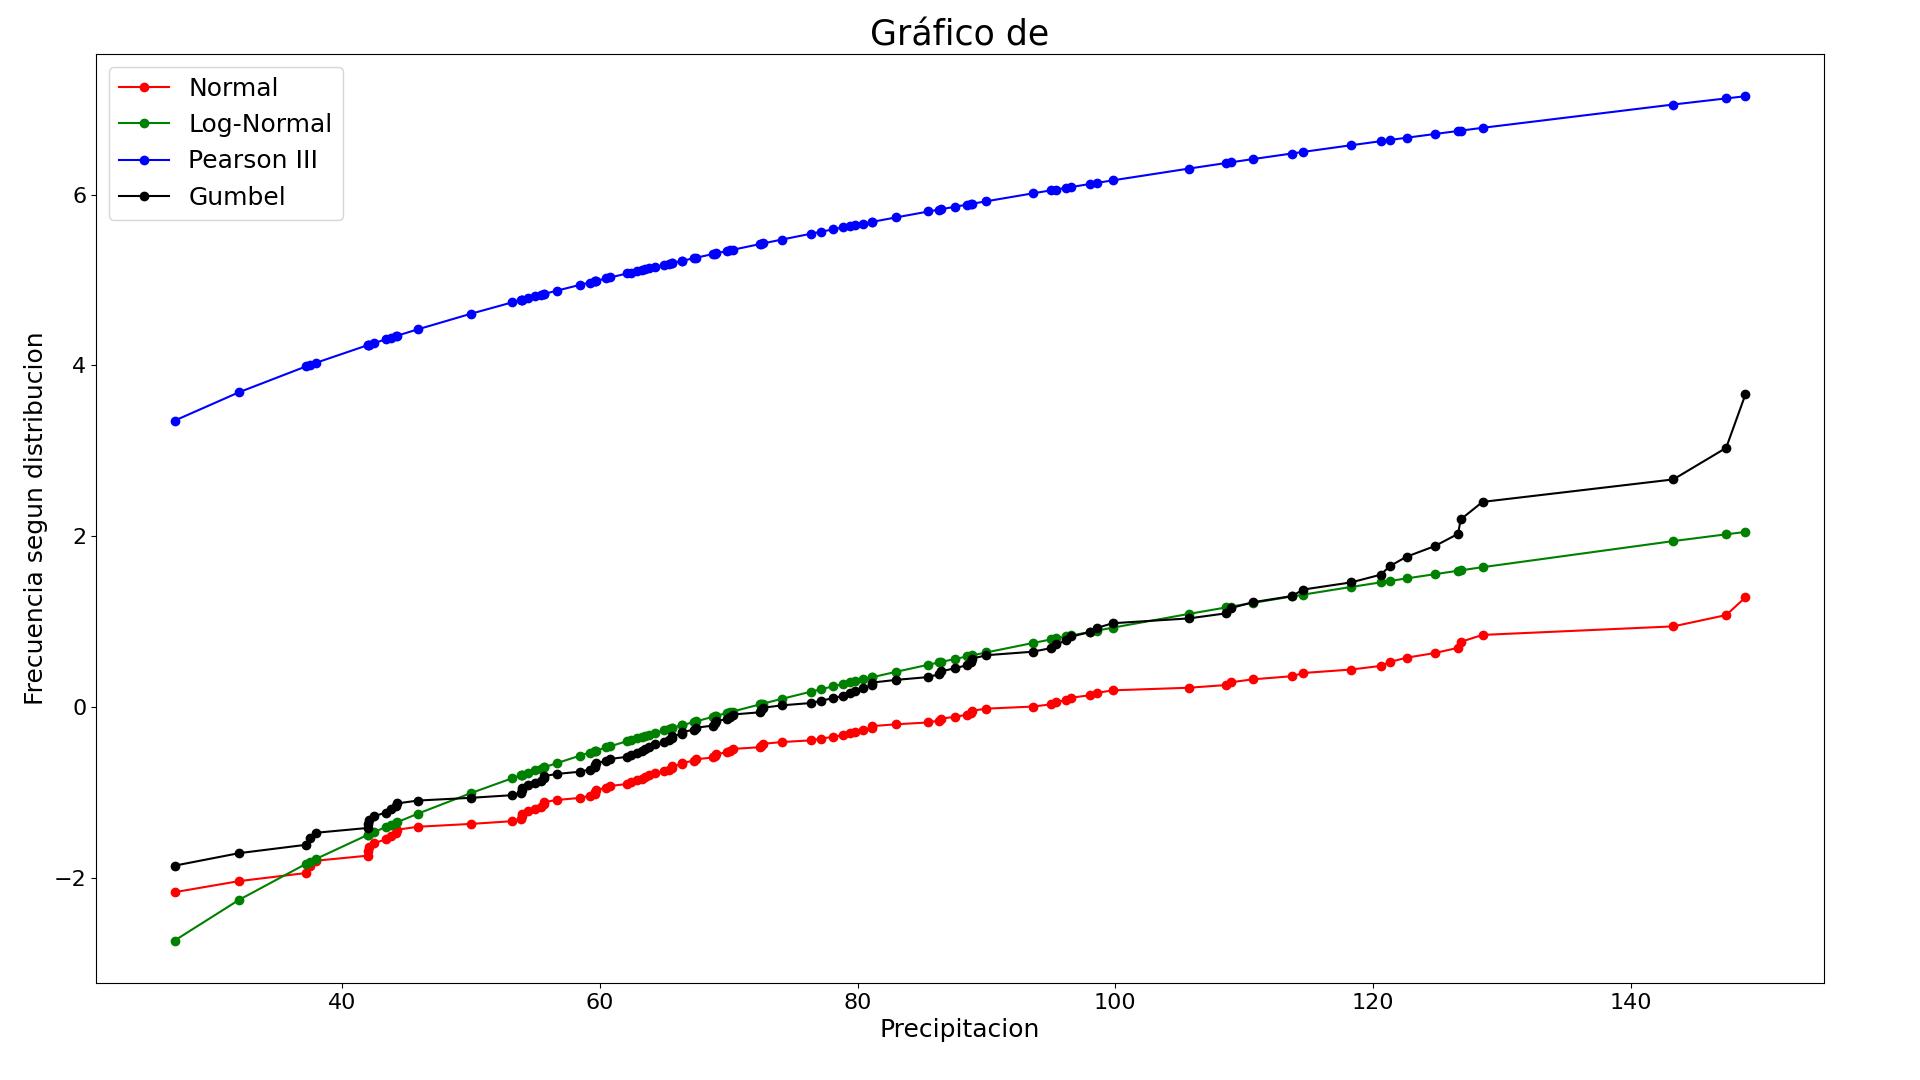 Gráfico de
Normal
Log-Normal
Pearson III
Gumbel
Frecuencia segun distribucion
6
4
2
0
−2
40 60 80 100 120 140
Precipitacion